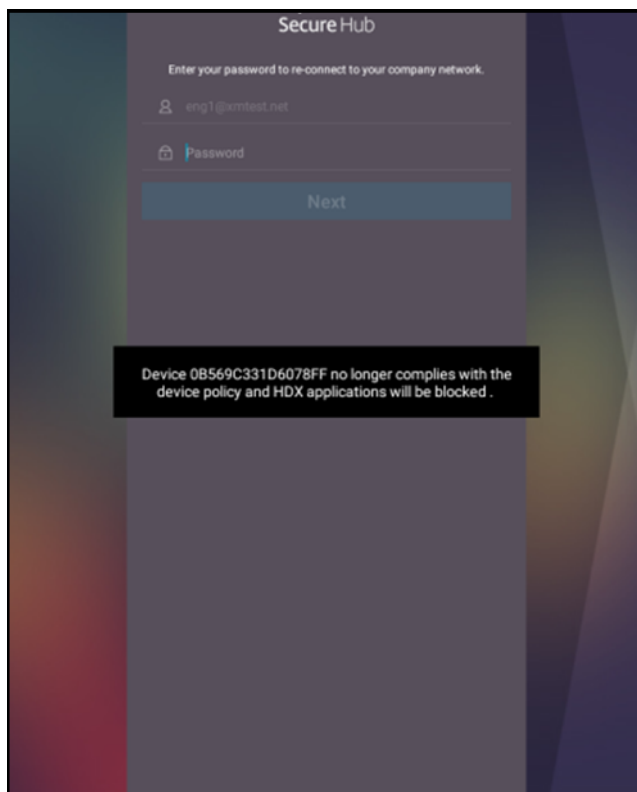 Secure Hub
Enter your password to re-connect to your company network.
eng1@xmtest.net
Password
Next
Device 0B569C331D6078FF no longer complies with the
device policy and HDX applications will be blocked .